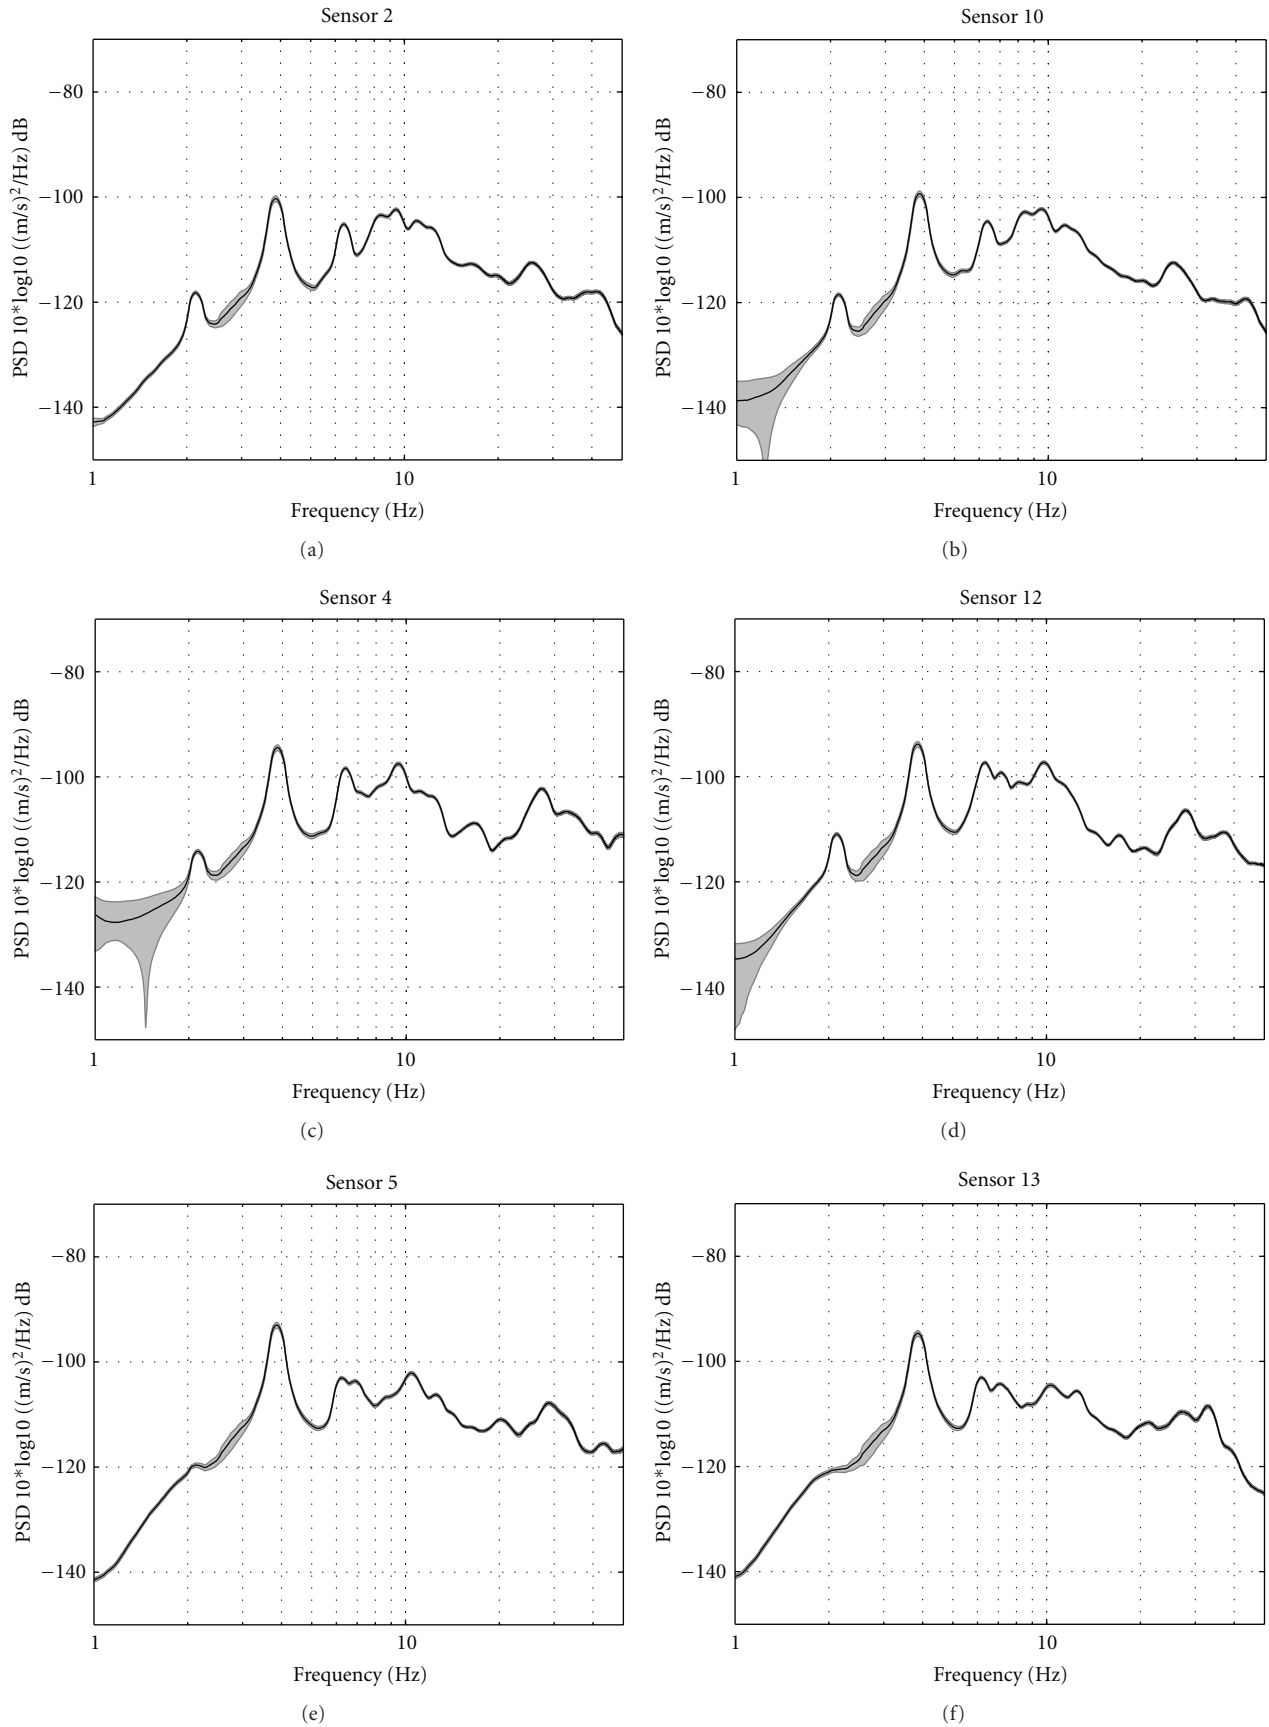 Sensor 2
PSD 10*log10 ((m/s)²/Hz) dB
−80
−100
−120
−140
1
10
Frequency (Hz)
(a)
Sensor 10
PSD 10*log10 ((m/s)²/Hz) dB
−80
−100
−120
−140
1
10
Frequency (Hz)
(b)
Sensor 4
PSD 10*log10 ((m/s)²/Hz) dB
−80
−100
−120
−140
1
10
Frequency (Hz)
(c)
Sensor 12
PSD 10*log10 ((m/s)²/Hz) dB
−80
−100
−120
−140
1
10
Frequency (Hz)
(d)
Sensor 5
PSD 10*log10 ((m/s)²/Hz) dB
−80
−100
−120
−140
1
10
Frequency (Hz)
(e)
Sensor 13
PSD 10*log10 ((m/s)²/Hz) dB
−80
−100
−120
−140
1
10
Frequency (Hz)
(f)